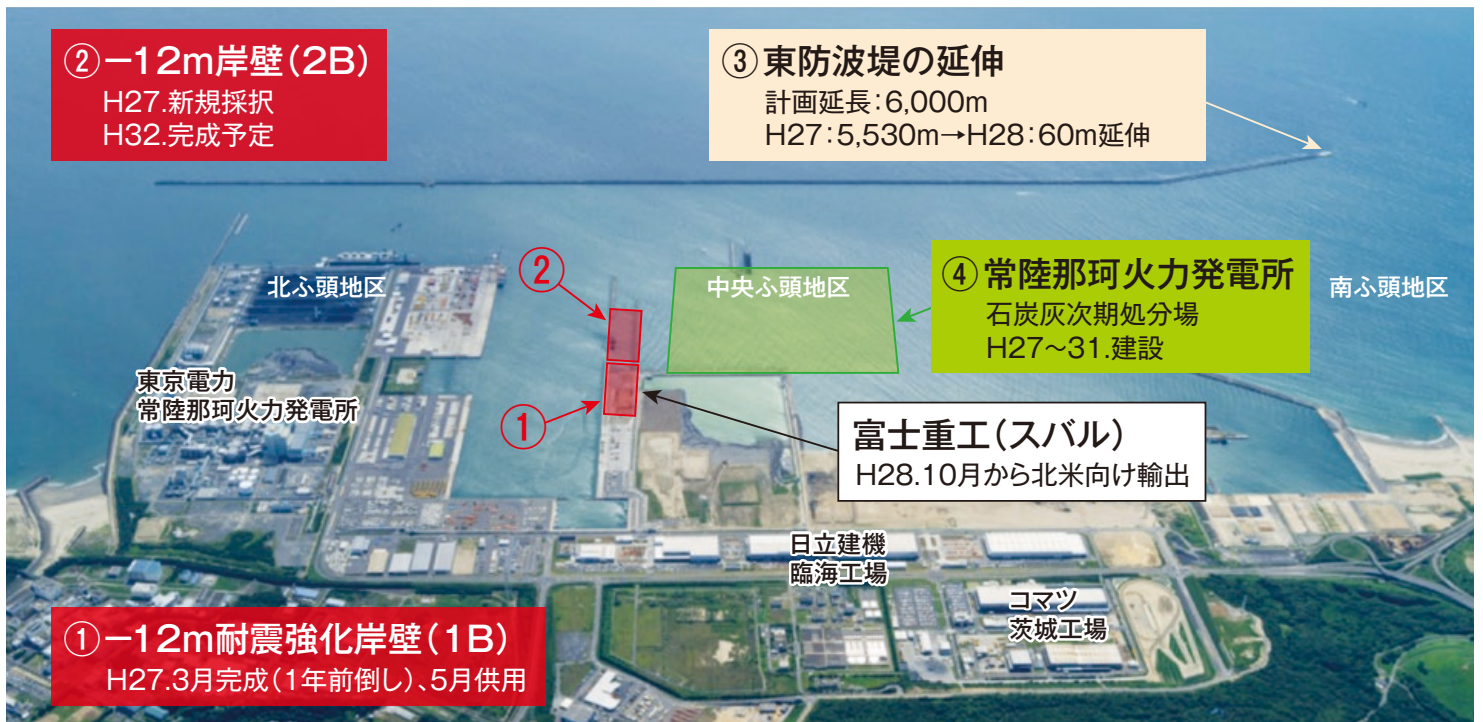 ②−12m岸壁(2B)
H27.新規採択
H32.完成予定
③東防波堤の延伸
計画延長:6,000m
H27:5,530m→H28:60m延伸
北ふ頭地区
②
中央ふ頭地区
④常陸那珂火力発電所
石炭灰次期処分場
H27〜31.建設
南ふ頭地区
東京電力
常陸那珂火力発電所
①
富士重工(スバル)
H28.10月から北米向け輸出
日立建機
臨海工場
コマツ
茨城工場
①−12m耐震強化岸壁(1B)
H27.3月完成(1年前倒し)、5月供用